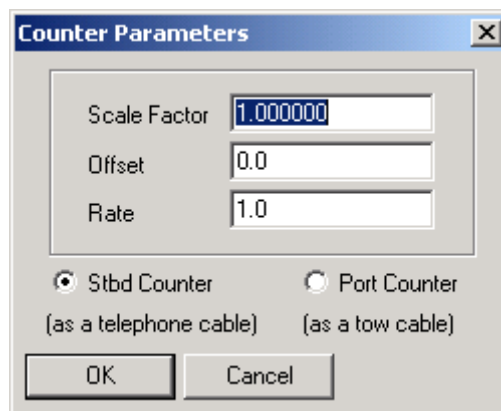 Counter Parameters
Scale Factor 1.000000
Offset 0.0
Rate 1.0
Stbd Counter Port Counter
(as a telephone cable) (as a tow cable)
OK Cancel